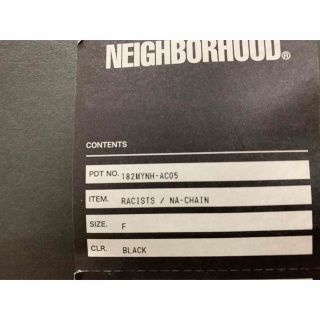 NEIGHBORHOOD®
CONTENTS
PDT NO. 182MYNH-AC05
ITEM. RACISTS / NA-CHAIN
SIZE. F
CLR. BLACK